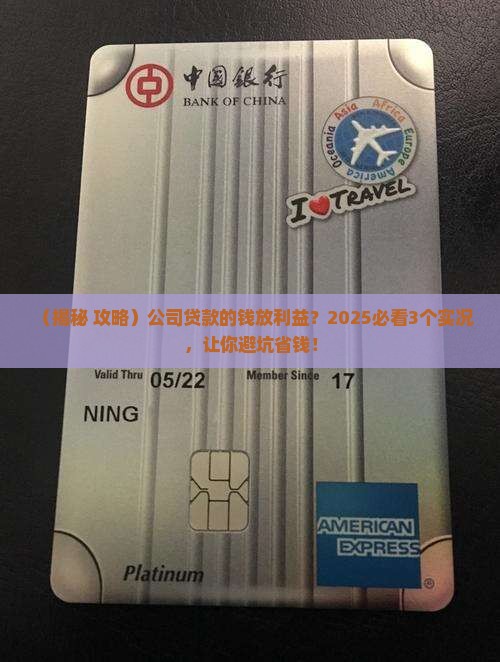 中国銀行
BANK OF CHINA
Oceania Asia Africa Europe America
I ❤ TRAVEL
（揭秘 攻略）公司贷款的钱放利益？2025必看3个实况
，让你避坑省钱！
Valid Thru 05/22 Member Since 17
NING
AMERICAN
EXPRESS
®
Platinum